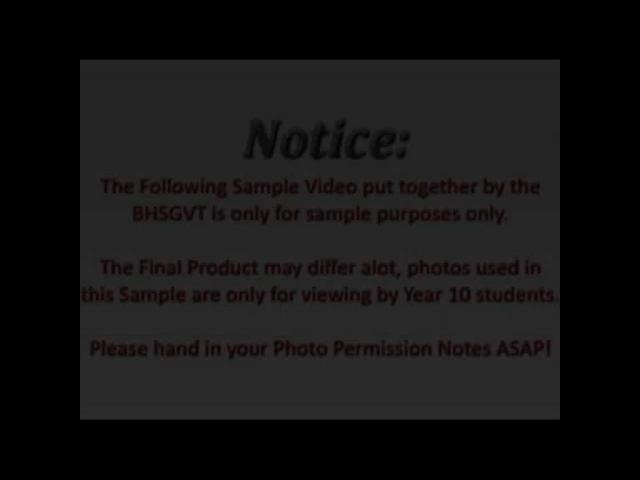 Notice:
The Following Sample Video put together by the
BHSGVT is only for sample purposes only.
The Final Product may differ alot, photos used in
this Sample are only for viewing by Year 10 students.
Please hand in your Photo Permission Notes ASAP!